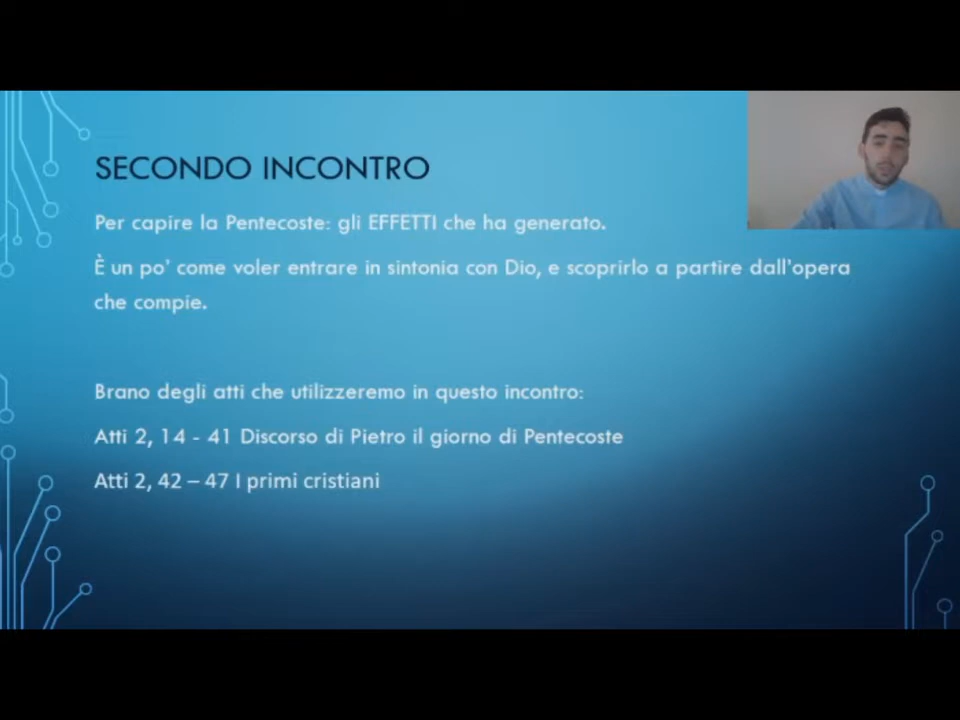 SECONDO INCONTRO
Per capire la Pentecoste: gli EFFETTI che ha generato.
È un po' come voler entrare in sintonia con Dio, e scoprirlo a partire dall'opera
che compie.
Brano degli atti che utilizzeremo in questo incontro:
Atti 2, 14 - 41 Discorso di Pietro il giorno di Pentecoste
Atti 2, 42 – 47 I primi cristiani